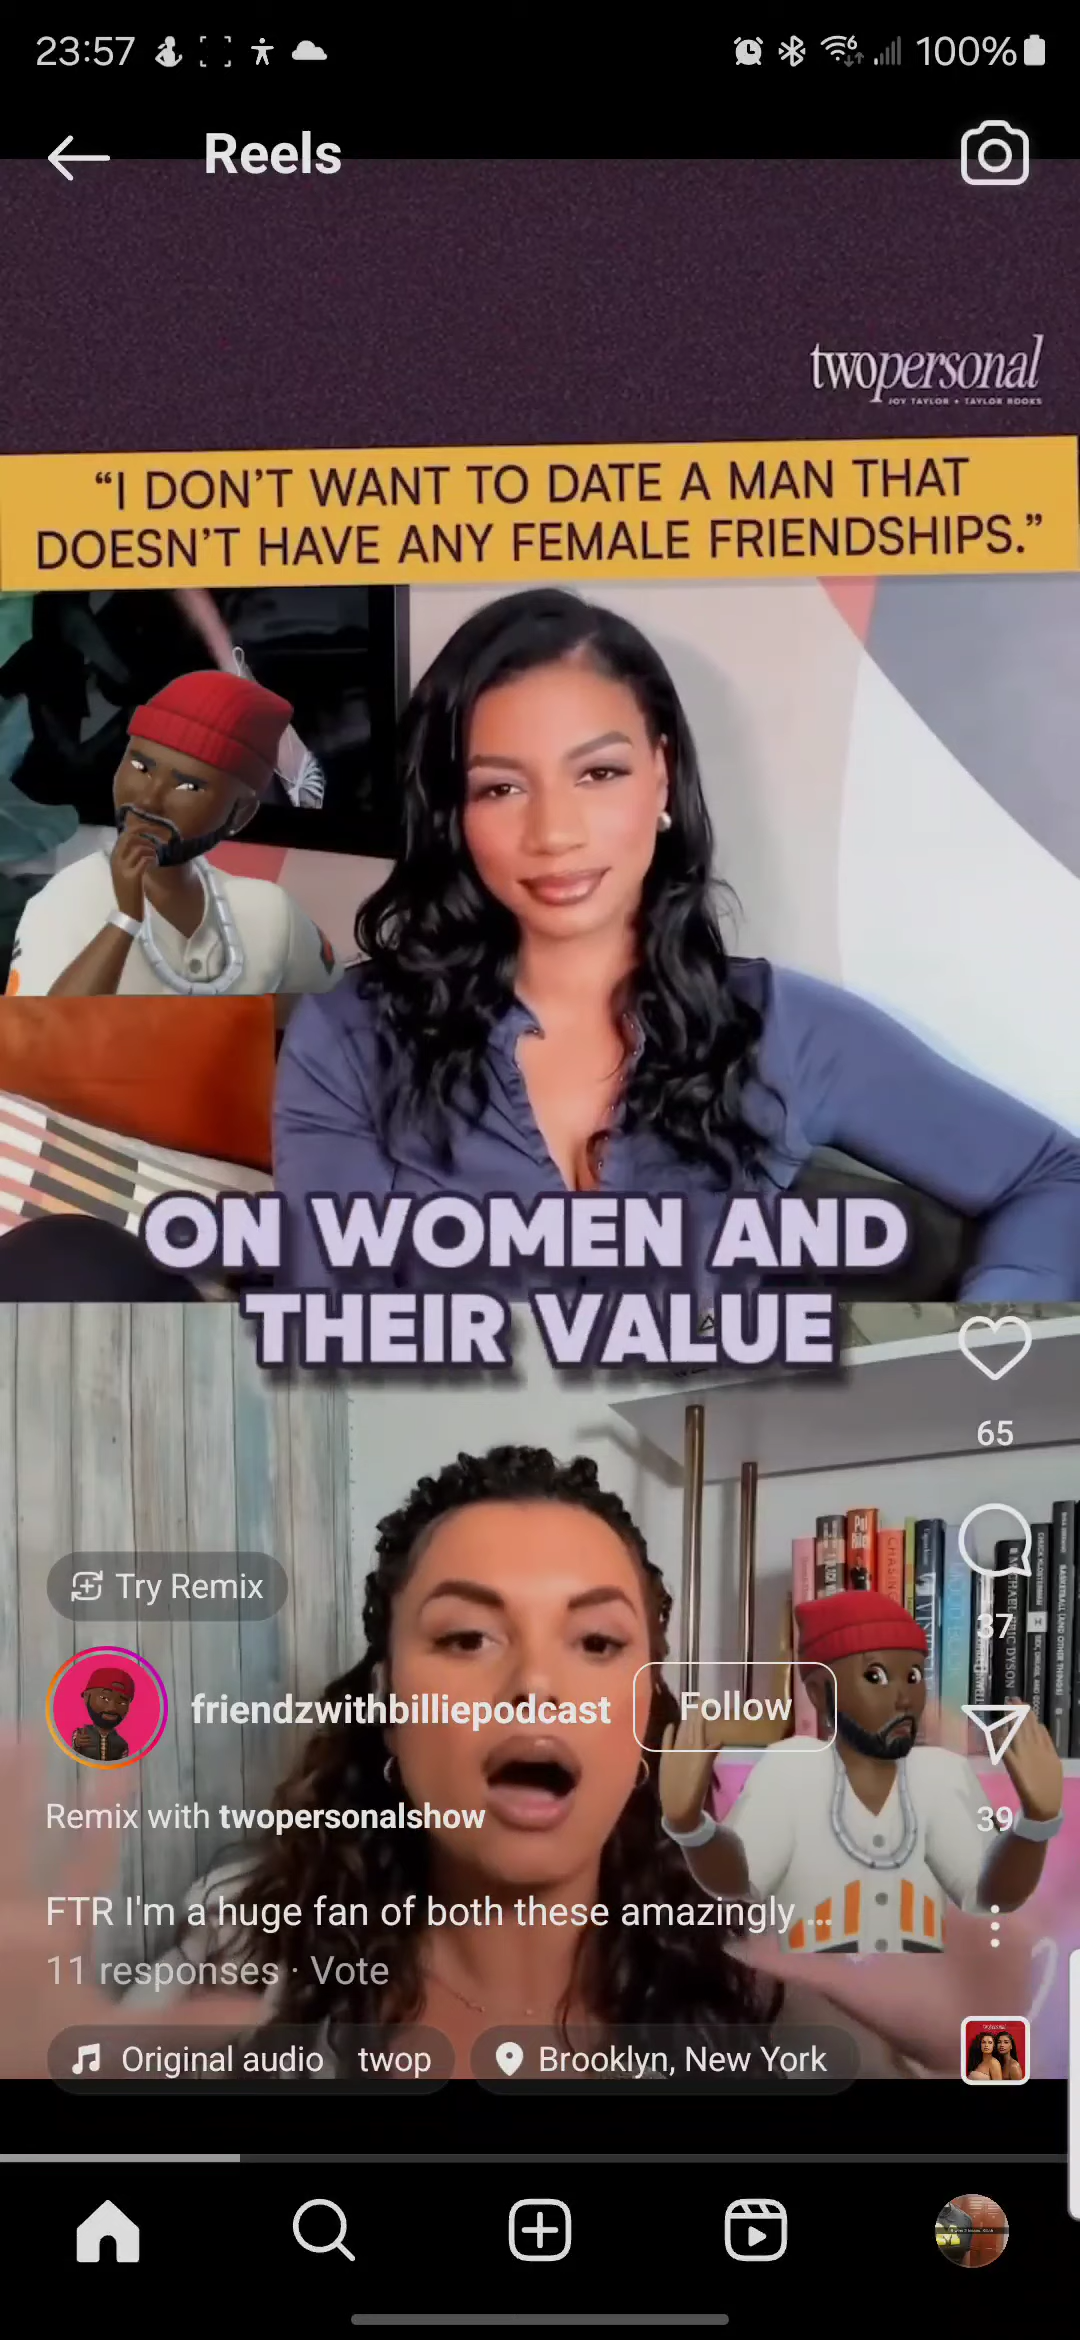 23:57
6
100%
Reels
twopersonal
JOY TAYLOR • TAYLOR ROOKS
“I DON’T WANT TO DATE A MAN THAT
DOESN’T HAVE ANY FEMALE FRIENDSHIPS.”
ON WOMEN AND
THEIR VALUE
65
37
Try Remix
friendzwithbilliepodcast
Follow
Remix with twopersonalshow
39
FTR I'm a huge fan of both these amazingly ...
11 responses · Vote
Original audio twop
Brooklyn, New York